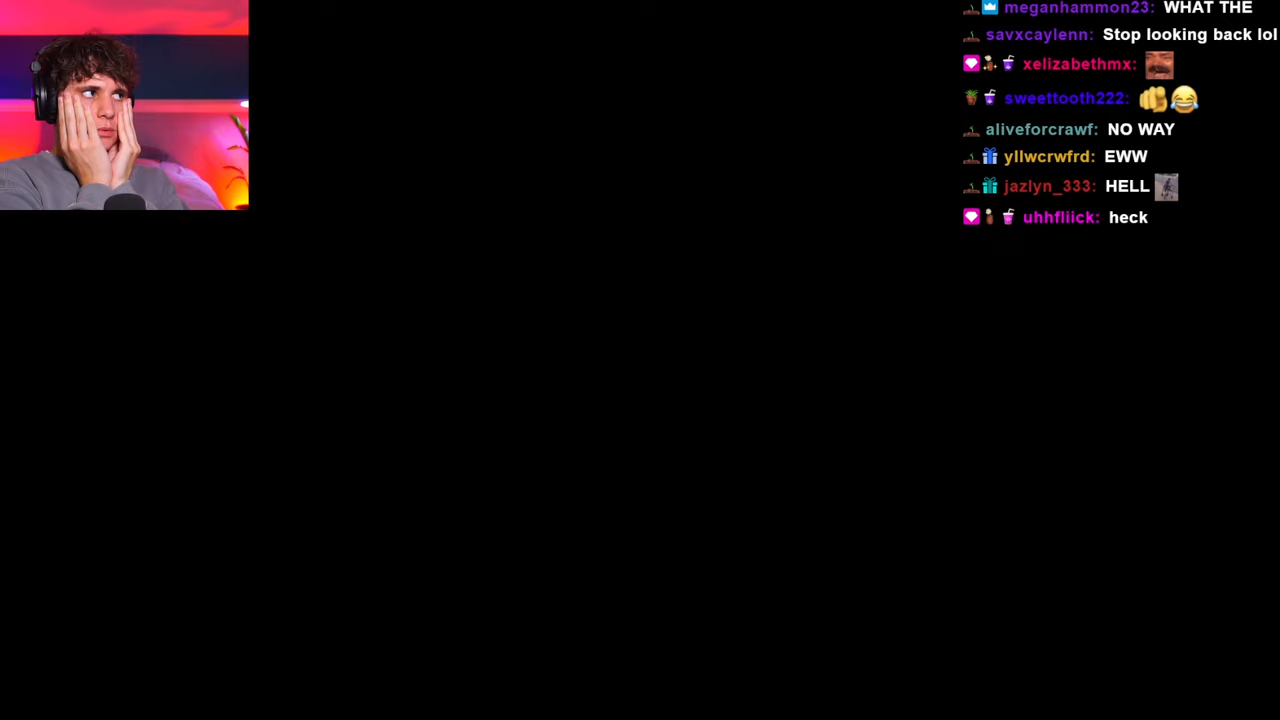 meganhammon23: WHAT THE
savxcaylenn: Stop looking back lol
xelizabethmx:
sweettooth222:
aliveforcrawf: NO WAY
yllwcrwfrd: EWW
jazlyn_333: HELL
uhhfliick: heck